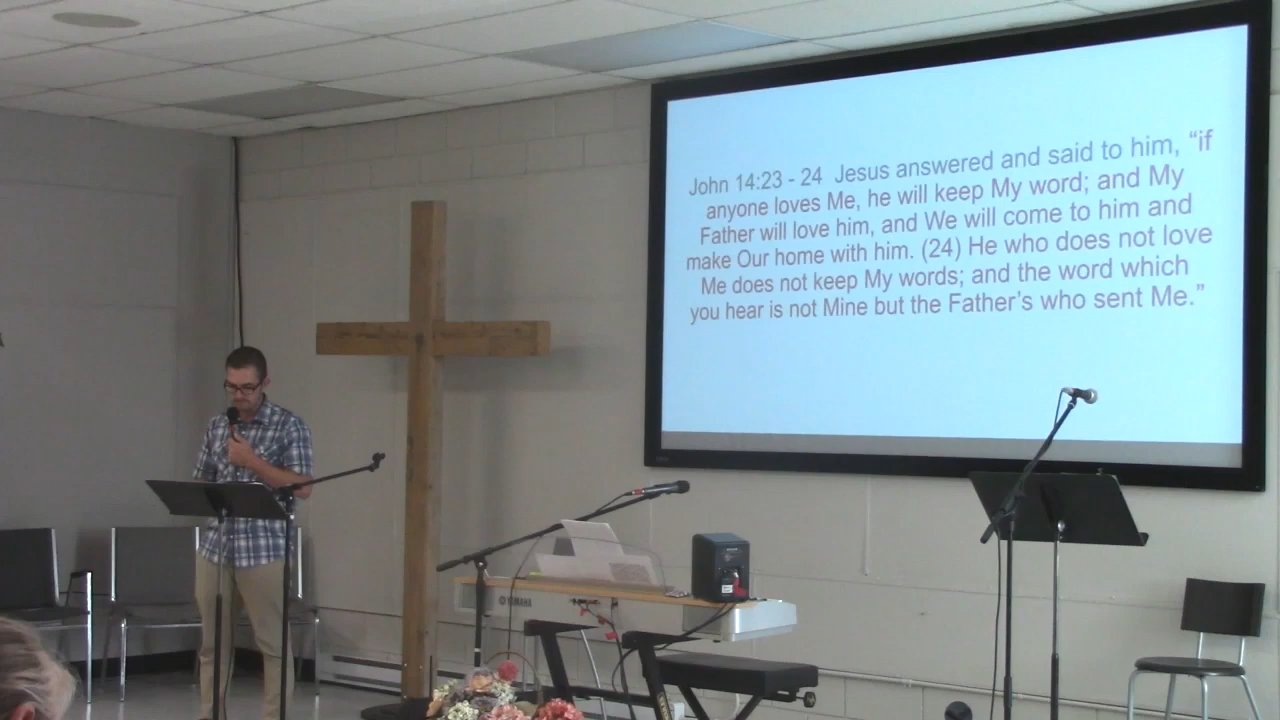 John 14:23 - 24  Jesus answered and said to him, “if
anyone loves Me, he will keep My word; and My
Father will love him, and We will come to him and
make Our home with him. (24) He who does not love
Me does not keep My words; and the word which
you hear is not Mine but the Father’s who sent Me.”
YAMAHA